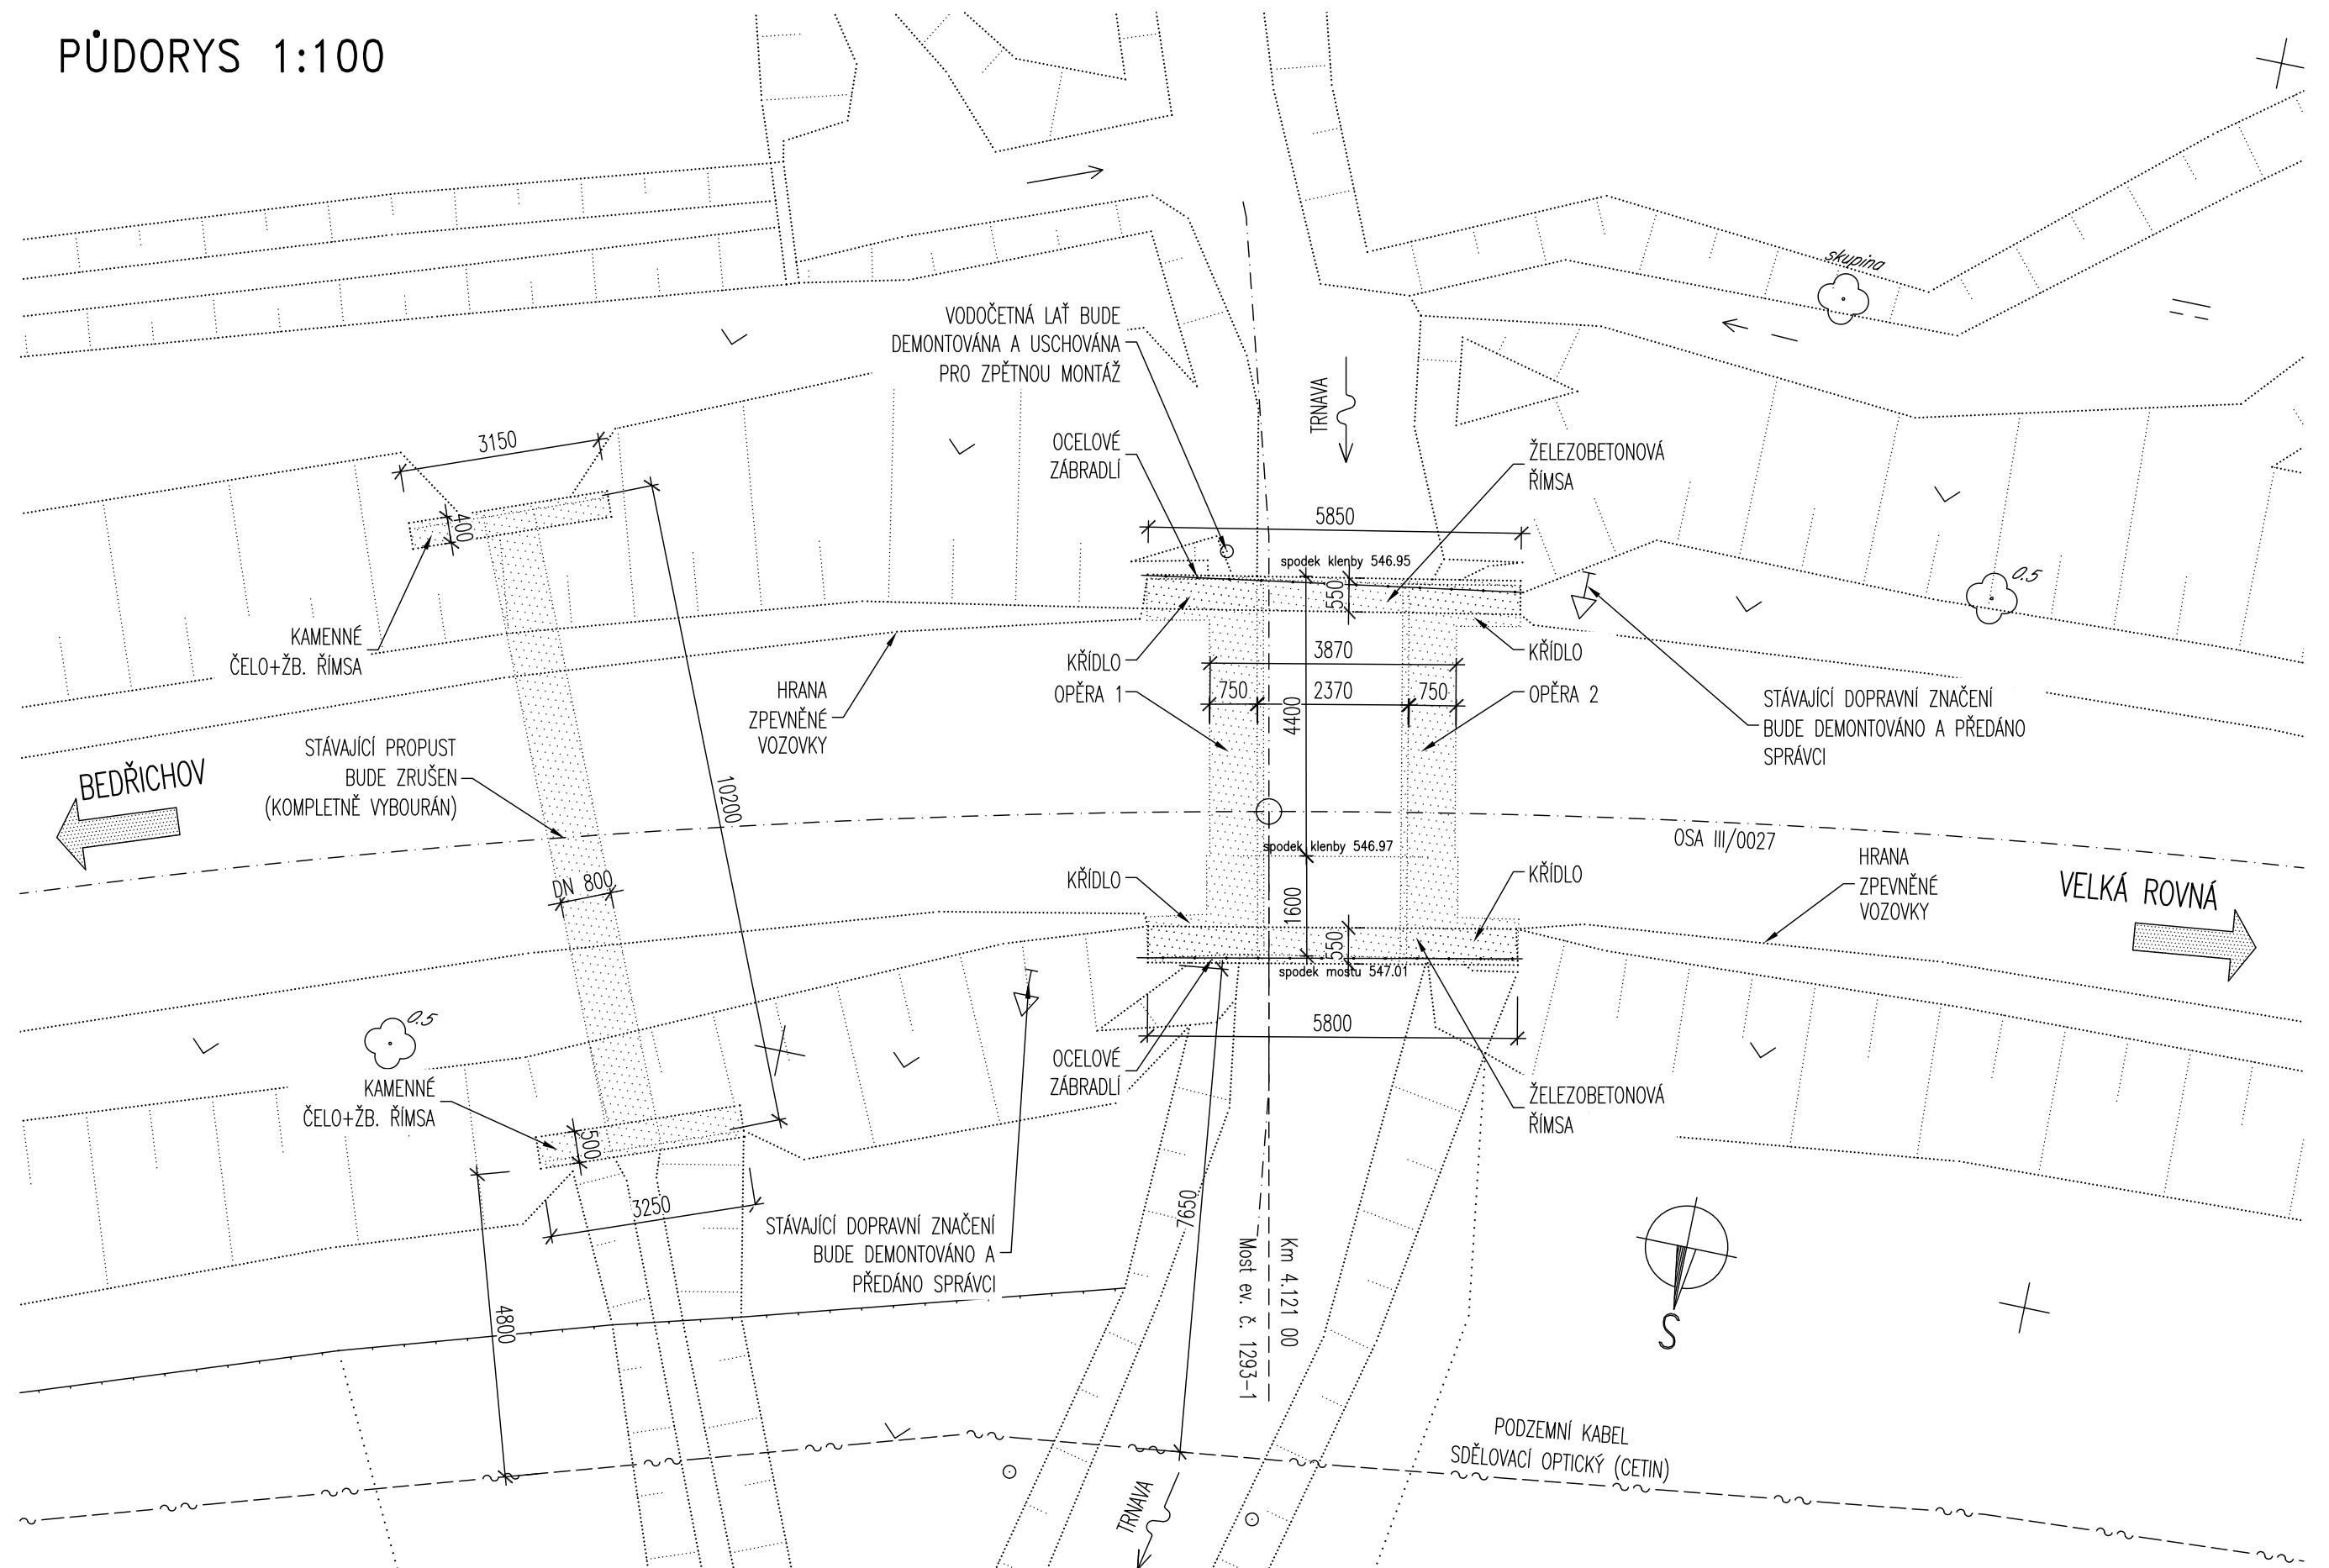 PŮDORYS 1:100
skupina
VODOČETNÁ LAŤ BUDE
DEMONTOVÁNA A USCHOVÁNA
PRO ZPĚTNOU MONTÁŽ
TRNAVA
3150
OCELOVÉ
ZÁBRADLÍ
ŽELEZOBETONOVÁ
ŘÍMSA
400
5850
spodek klenby 546.95
550
0.5
KAMENNÉ
ČELO+ŽB. ŘÍMSA
KŘÍDLO
3870
KŘÍDLO
HRANA
ZPEVNĚNÉ
VOZOVKY
OPĚRA 1
750
2370
750
OPĚRA 2
4400
STÁVAJÍCÍ DOPRAVNÍ ZNAČENÍ
BUDE DEMONTOVÁNO A PŘEDÁNO
SPRÁVCI
STÁVAJÍCÍ PROPUST
BUDE ZRUŠEN
(KOMPLETNĚ VYBOURÁN)
BEDŘICHOV
10200
OSA III/0027
spodek klenby 546.97
HRANA
ZPEVNĚNÉ
VOZOVKY
VELKÁ ROVNÁ
DN 800
KŘÍDLO
1600
KŘÍDLO
550
spodek mostu 547.01
0.5
5800
OCELOVÉ
ZÁBRADLÍ
KAMENNÉ
ČELO+ŽB. ŘÍMSA
ŽELEZOBETONOVÁ
ŘÍMSA
500
3250
7650
STÁVAJÍCÍ DOPRAVNÍ ZNAČENÍ
BUDE DEMONTOVÁNO A
PŘEDÁNO SPRÁVCI
Km 4.121 00
Most ev. č. 1293-1
S
4800
PODZEMNÍ KABEL
SDĚLOVACÍ OPTICKÝ (CETIN)
TRNAVA